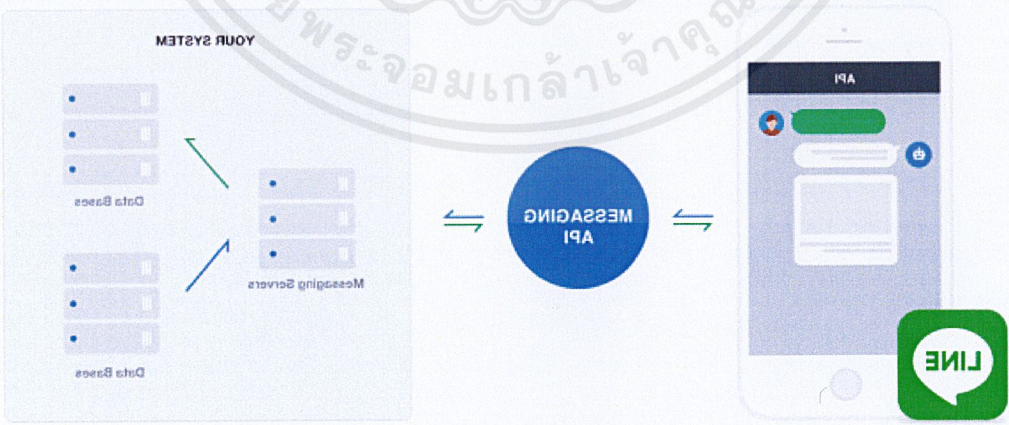 พระจอมเกล้าเจ้าคุณ
YOUR SYSTEM
API
Data Bases
MESSAGING
API
Messaging Servers
Data Bases
LINE